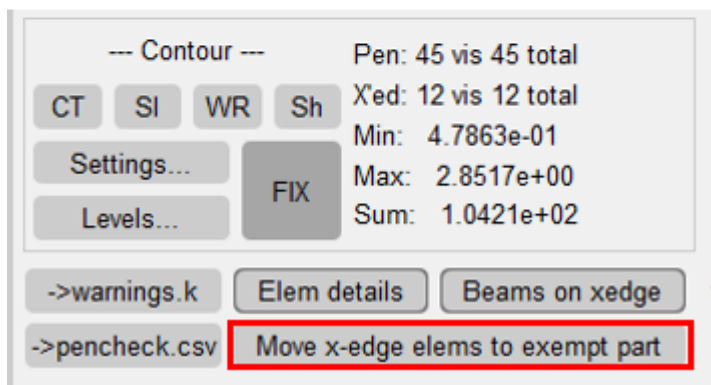 --- Contour ---
CT SI WR Sh
Settings...
Levels...
FIX
Pen: 45 vis 45 total
X'ed: 12 vis 12 total
Min: 4.7863e-01
Max: 2.8517e+00
Sum: 1.0421e+02
->warnings.k Elem details Beams on xedge
->pencheck.csv Move x-edge elems to exempt part